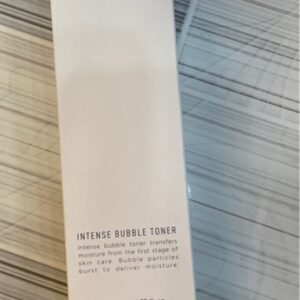 INTENSE BUBBLE TONER
Intense bubble toner transfers
moisture from the first stage of
skin care. Bubble particles
burst to deliver moisture.